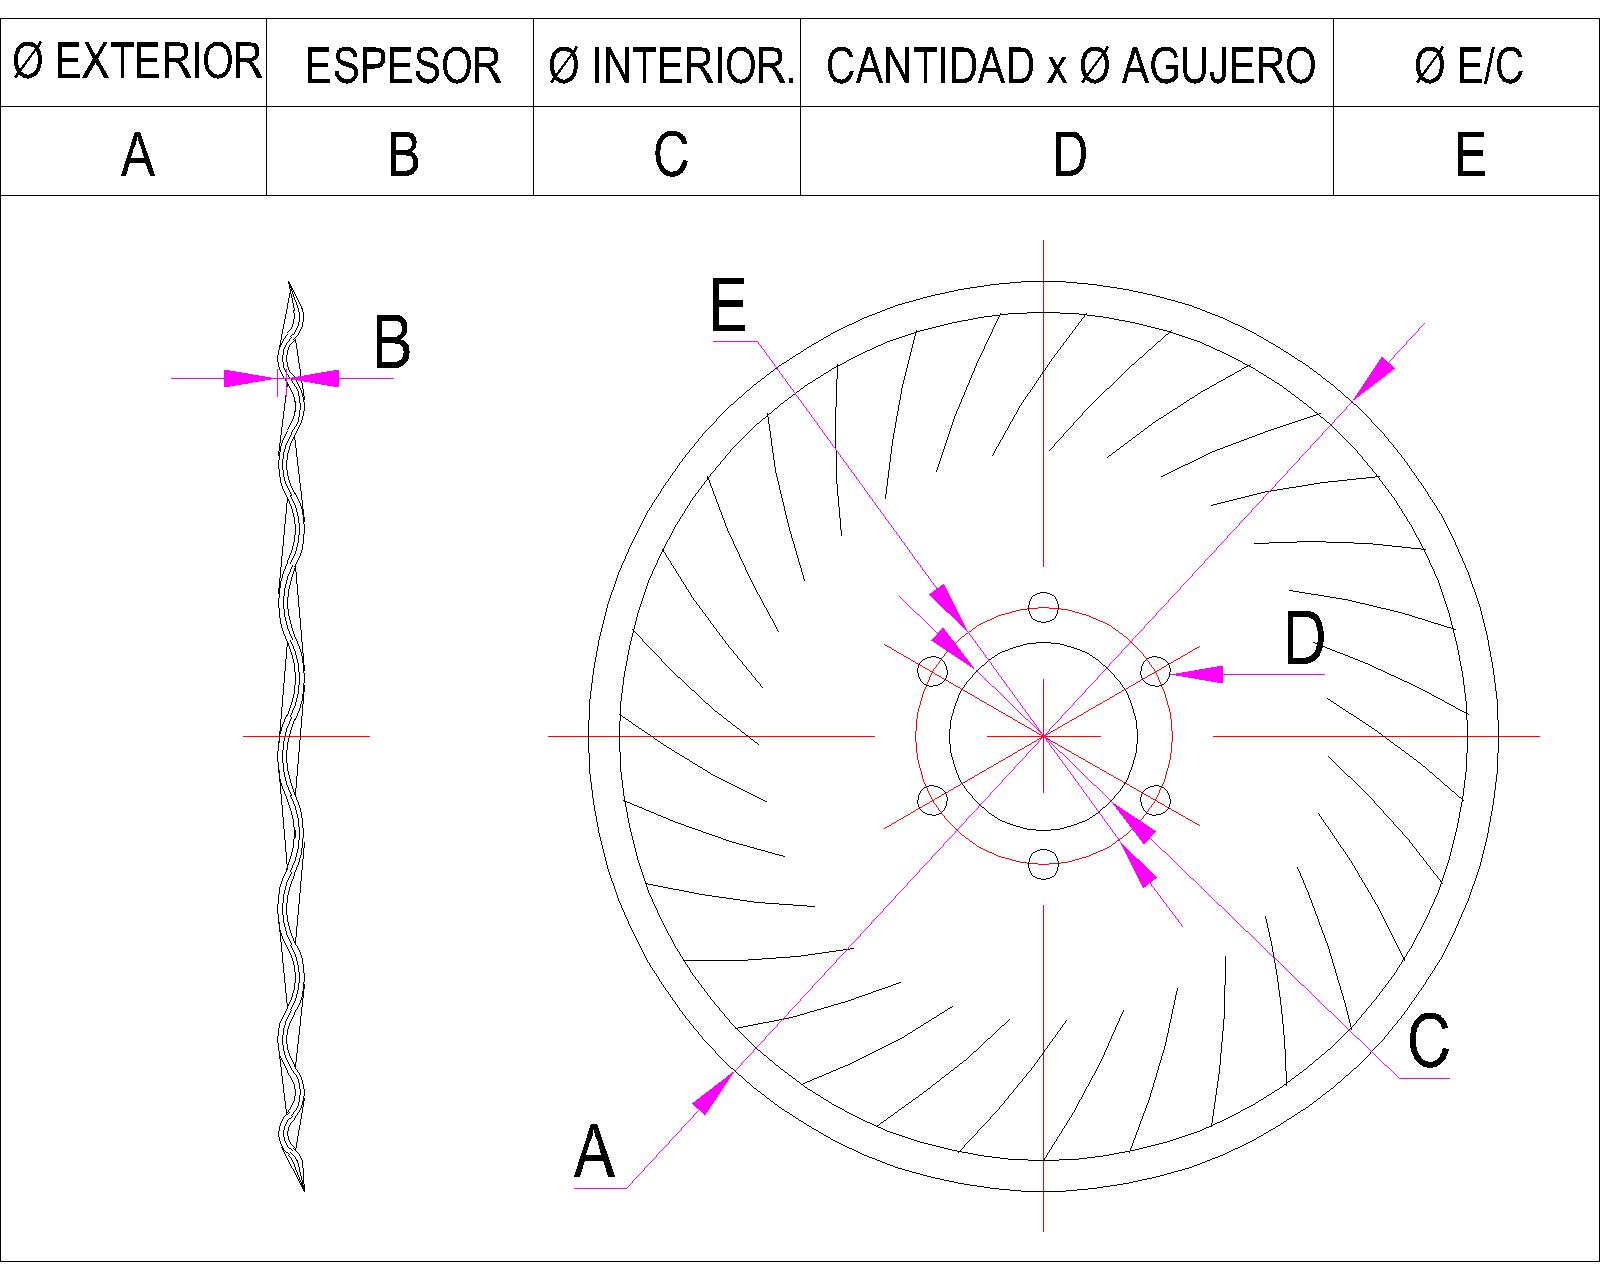 Ø EXTERIOR ESPESOR Ø INTERIOR. CANTIDAD x Ø AGUJERO Ø E/C
A B C D E
E
B
D
C
A